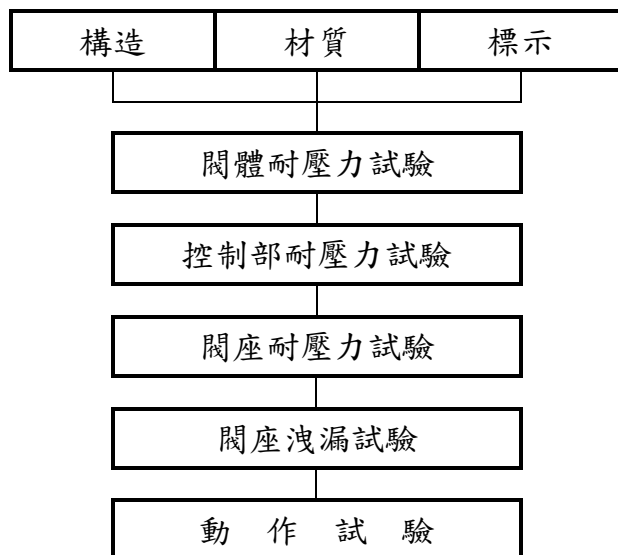 構造 材質 標示
閥體耐壓力試驗
控制部耐壓力試驗
閥座耐壓力試驗
閥座洩漏試驗
動作試驗